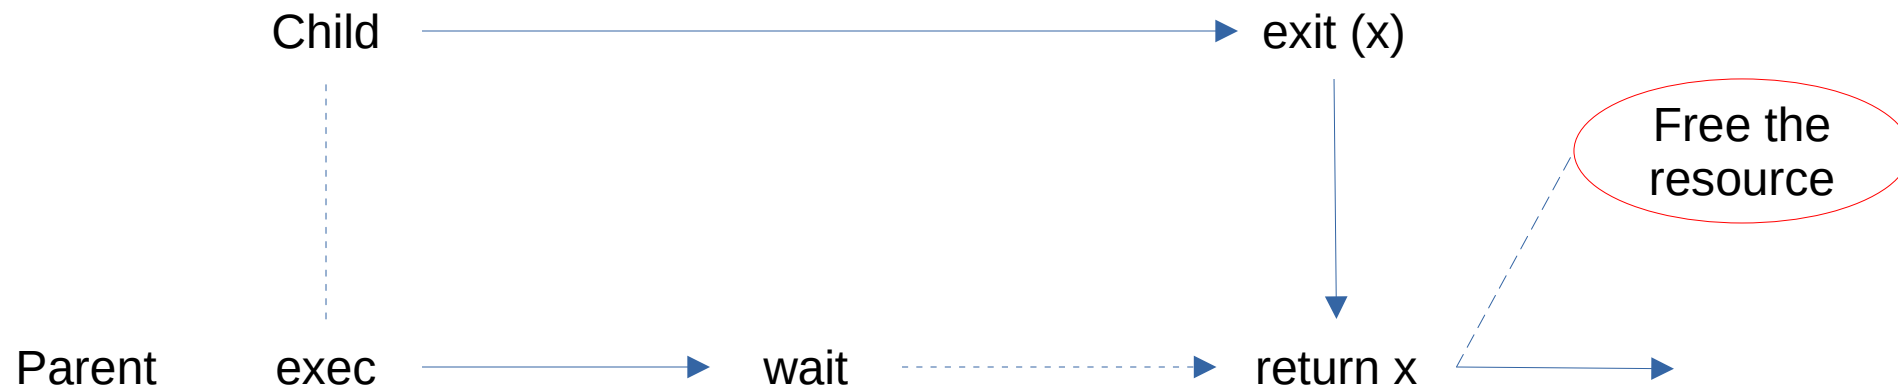 Child
exit (x)
Free the
resource
Parent
exec
wait
return x